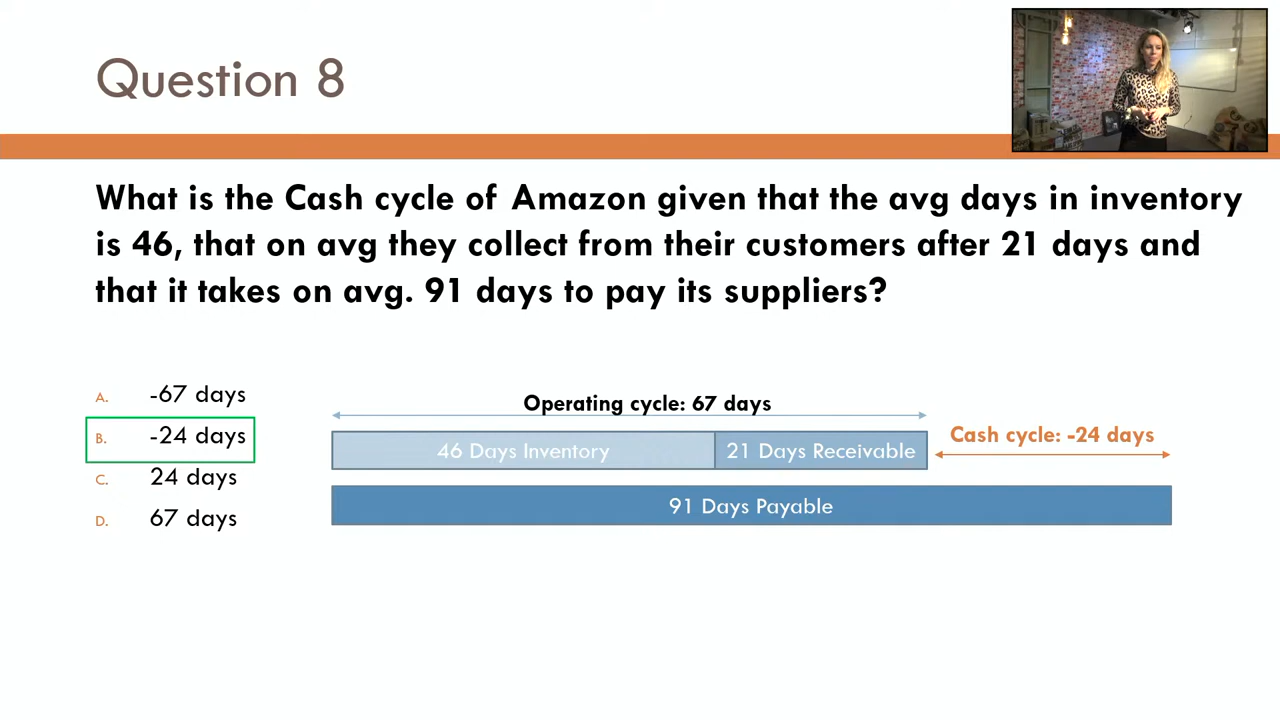 Question 8
What is the Cash cycle of Amazon given that the avg days in inventory
is 46, that on avg they collect from their customers after 21 days and
that it takes on avg. 91 days to pay its suppliers?
A. -67 days
B. -24 days
C. 24 days
D. 67 days
Operating cycle: 67 days
46 Days Inventory
21 Days Receivable
Cash cycle: -24 days
91 Days Payable